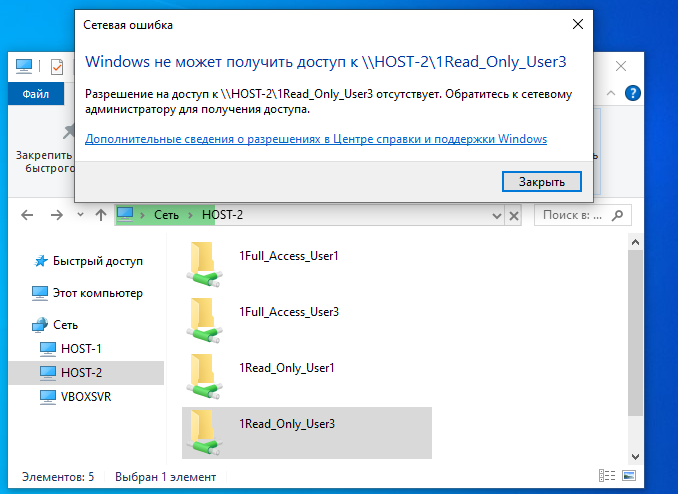 Сетевая ошибка
Windows не может получить доступ к \\HOST-2\1Read_Only_User3
Разрешение на доступ к \\HOST-2\1Read_Only_User3 отсутствует. Обратитесь к сетевому
администратору для получения доступа.
Дополнительные сведения о разрешениях в Центре справки и поддержки Windows
Закрыть
Файл
Закрепить
быстрого
Сеть
HOST-2
Поиск в: ...
Быстрый доступ
Этот компьютер
Сеть
HOST-1
HOST-2
VBOXSVR
1Full_Access_User1
1Full_Access_User3
1Read_Only_User1
1Read_Only_User3
Элементов: 5
Выбран 1 элемент